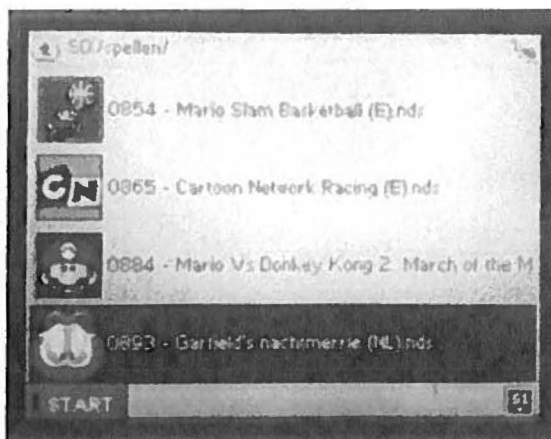 SD:/spellen/
0854 - Mario Slam Basketball (E).nds
CN
0865 - Cartoon Network Racing (E).nds
0884 - Mario Vs Donkey Kong 2 March of the M
0893 - Garfield's nachtmerrie (NL).nds
START